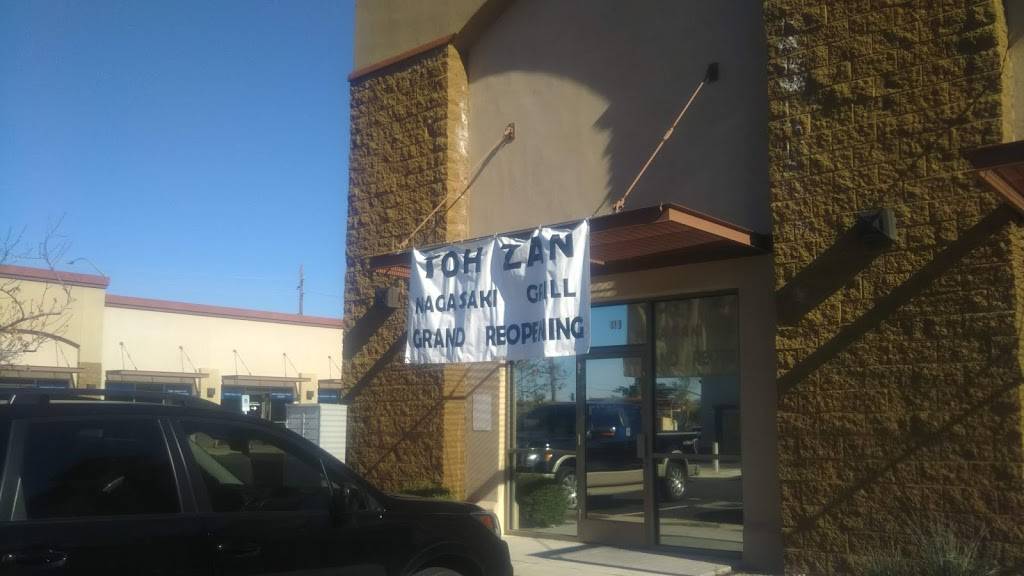 TOH ZAN
NAGASAKI GRILL
GRAND REOPENING